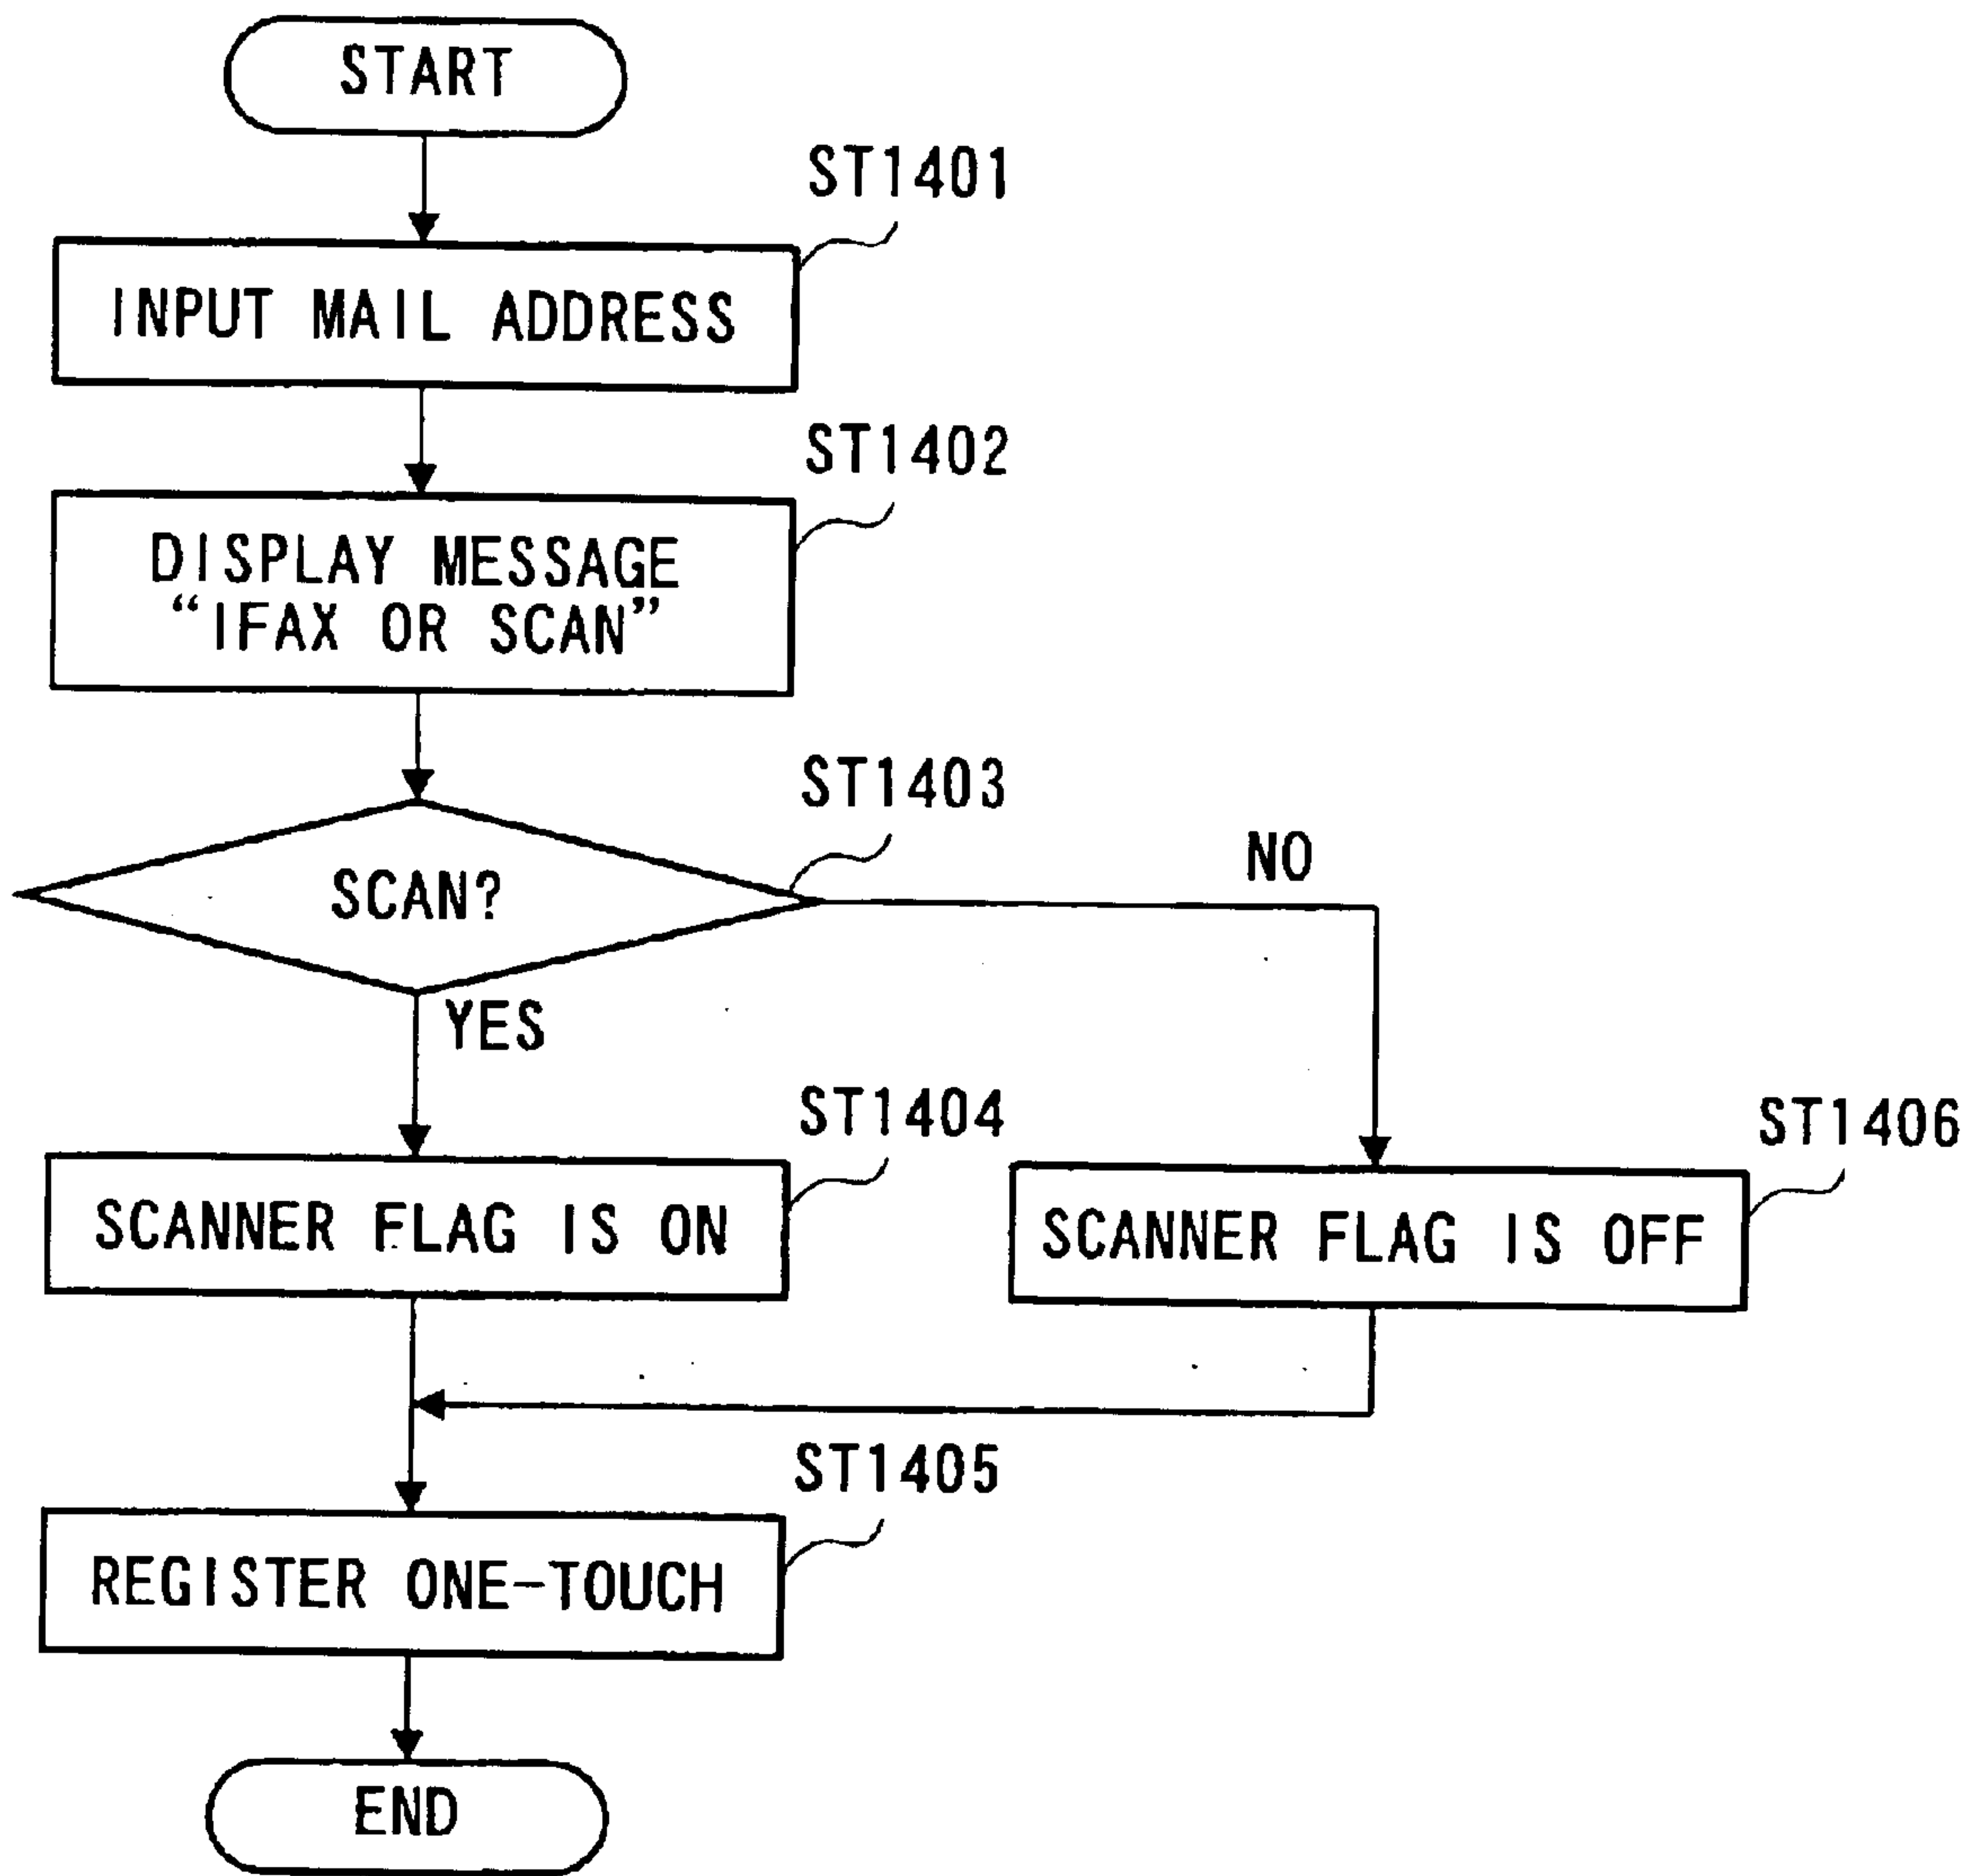 START
ST1401
INPUT MAIL ADDRESS
ST1402
DISPLAY MESSAGE
“IFAX OR SCAN”
ST1403
SCAN?
NO
YES
ST1404
SCANNER FLAG IS ON
ST1406
SCANNER FLAG IS OFF
ST1405
REGISTER ONE-TOUCH
END